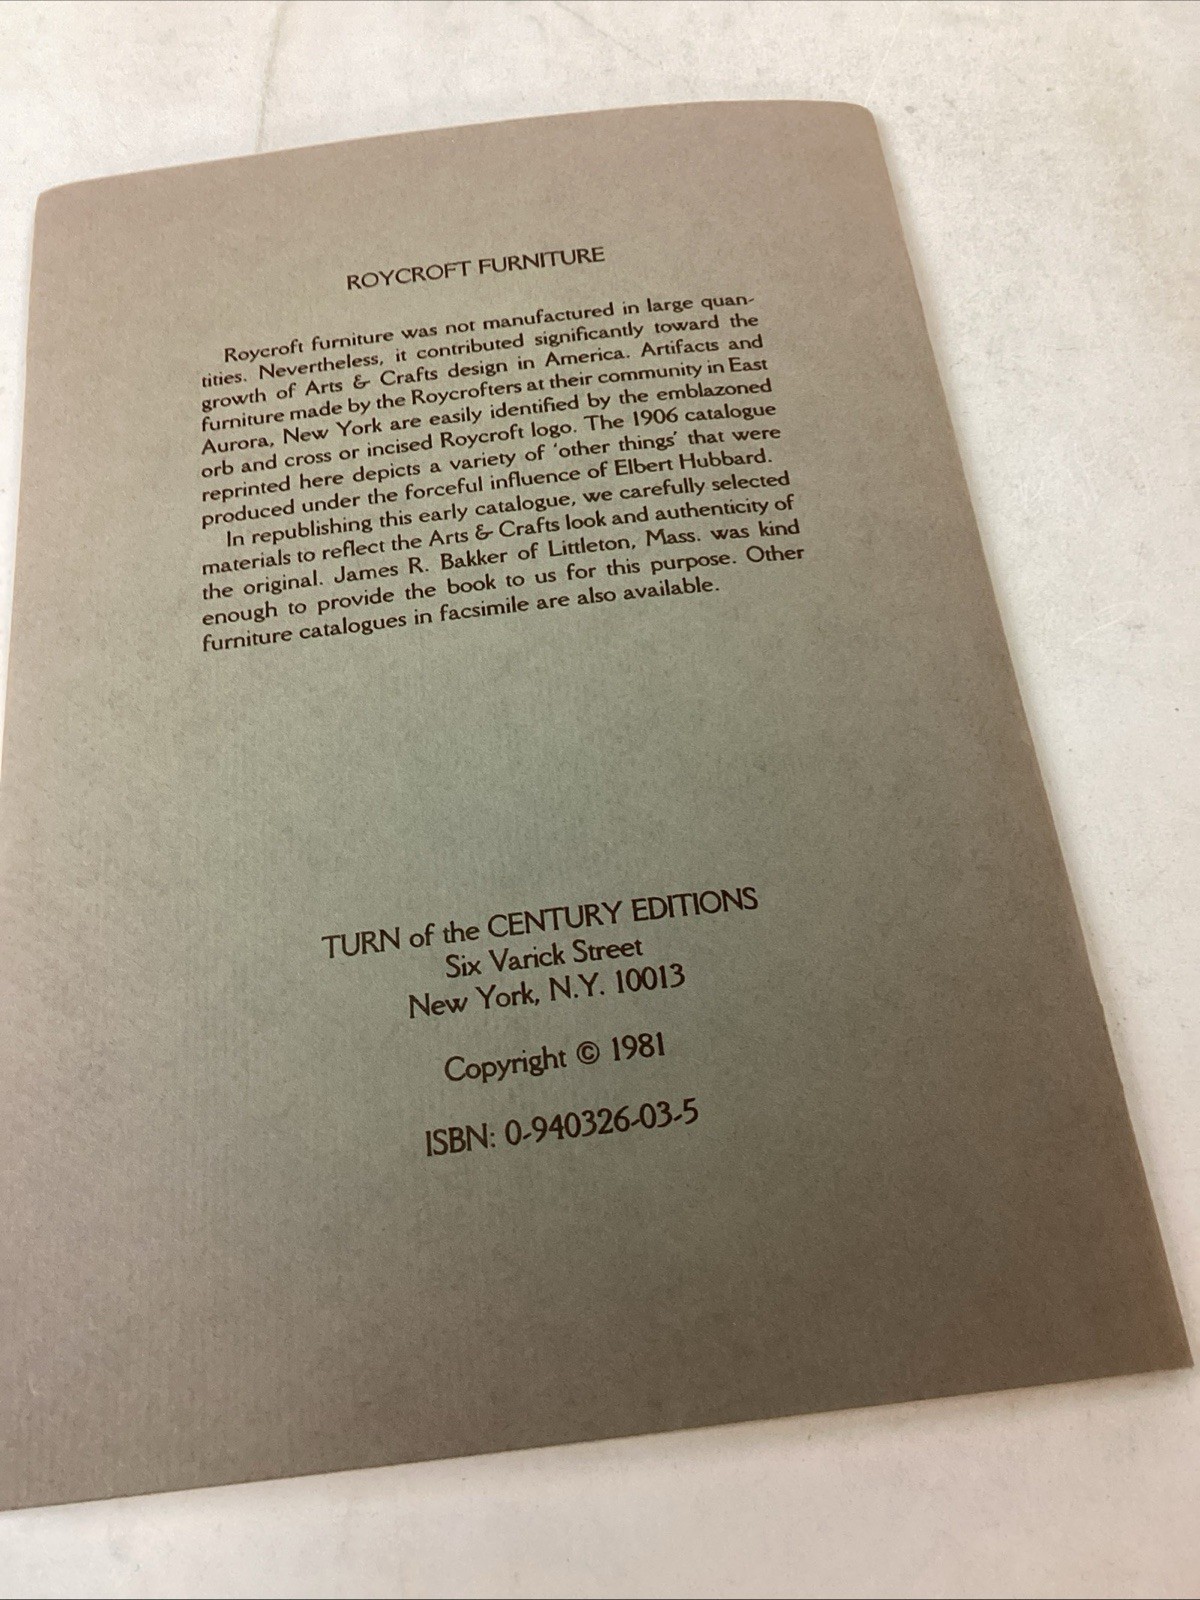 ROYCROFT FURNITURE
Roycroft furniture was not manufactured in large quan-
tities. Nevertheless, it contributed significantly toward the
growth of Arts & Crafts design in America. Artifacts and
furniture made by the Roycrofters at their community in East
Aurora, New York are easily identified by the emblazoned
orb and cross or incised Roycroft logo. The 1906 catalogue
reprinted here depicts a variety of 'other things' that were
produced under the forceful influence of Elbert Hubbard.
In republishing this early catalogue, we carefully selected
materials to reflect the Arts & Crafts look and authenticity of
the original. James R. Bakker of Littleton, Mass. was kind
enough to provide the book to us for this purpose. Other
furniture catalogues in facsimile are also available.
TURN of the CENTURY EDITIONS
Six Varick Street
New York, N.Y. 10013
Copyright © 1981
ISBN: 0-940326-03-5